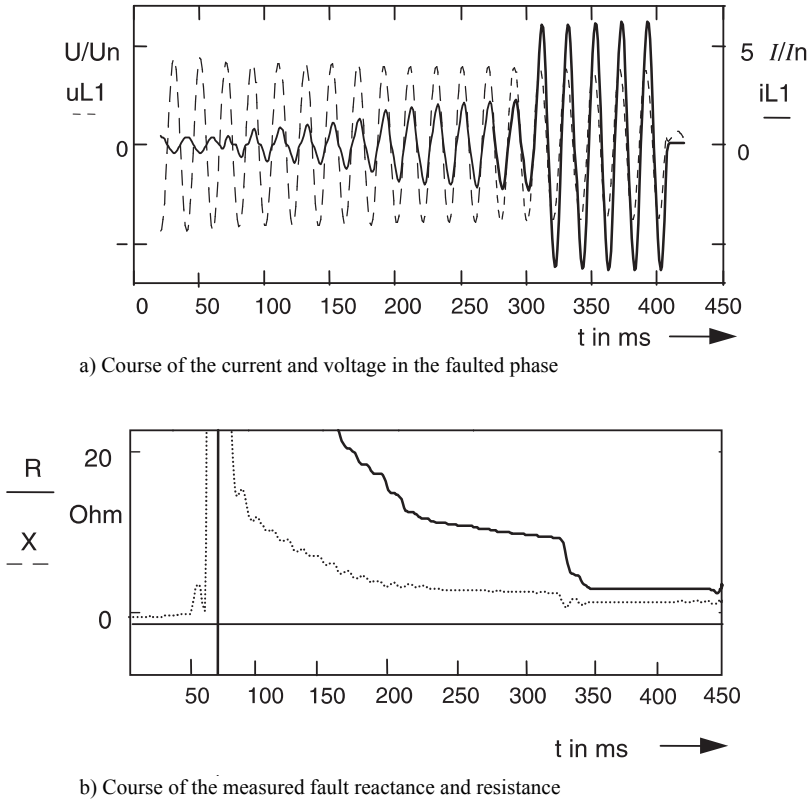 U/Un
uL1
0
5 I/In
iL1
0
0 50 100 150 200 250 300 350 400 450
t in ms
a) Course of the current and voltage in the faulted phase
R
20
Ohm
X
0
50 100 150 200 250 300 350 400 450
t in ms
b) Course of the measured fault reactance and resistance